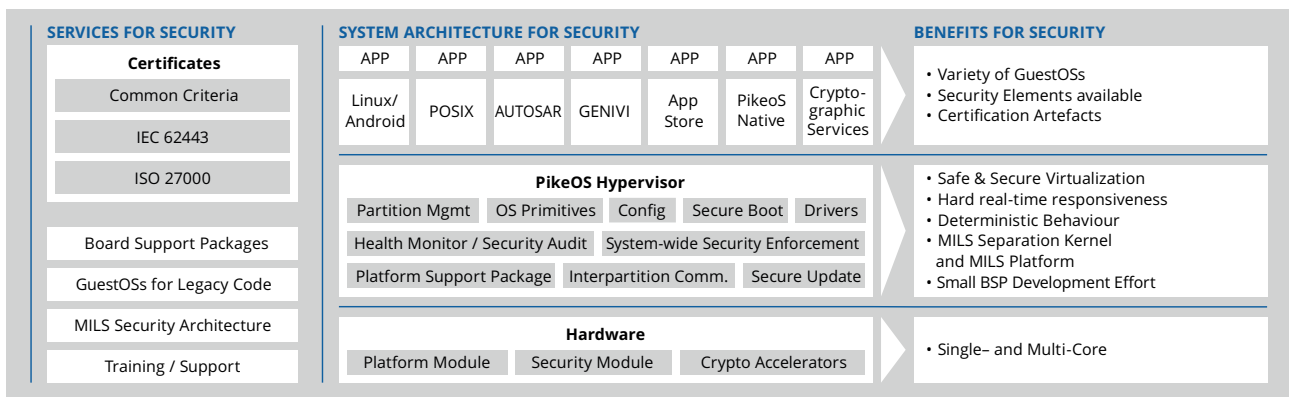 SERVICES FOR SECURITY
Certificates
Common Criteria
IEC 62443
ISO 27000
Board Support Packages
GuestOSs for Legacy Code
MILS Security Architecture
Training / Support
SYSTEM ARCHITECTURE FOR SECURITY
APP APP APP APP APP APP APP
Linux/
Android
POSIX
AUTOSAR
GENIVI
App
Store
PikeoS
Native
Crypto-
graphic
Services
PikeOS Hypervisor
Partition Mgmt OS Primitives Config Secure Boot Drivers
Health Monitor / Security Audit System-wide Security Enforcement
Platform Support Package Interpartition Comm. Secure Update
Hardware
Platform Module Security Module Crypto Accelerators
BENEFITS FOR SECURITY
• Variety of GuestOSs
• Security Elements available
• Certification Artefacts
• Safe & Secure Virtualization
• Hard real-time responsiveness
• Deterministic Behaviour
• MILS Separation Kernel
and MILS Platform
• Small BSP Development Effort
• Single– and Multi-Core